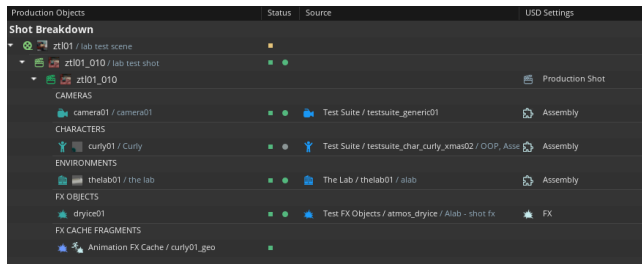 Production Objects Status Source USD Settings
Shot Breakdown
ztl01 / lab test scene
ztl01_010 / lab test shot
ztl01_010 Production Shot
CAMERAS
camera01 / camera01 Test Suite / testsuite_generic01 Assembly
CHARACTERS
curly01 / Curly Test Suite / testsuite_char_curly_xmas02 / OOP, Asse Assembly
ENVIRONMENTS
thelab01 / the lab The Lab / thelab01 / alab Assembly
FX OBJECTS
dryice01 Test FX Objects / atmos_dryice / Alab - shot fx FX
FX CACHE FRAGMENTS
Animation FX Cache / curly01_geo